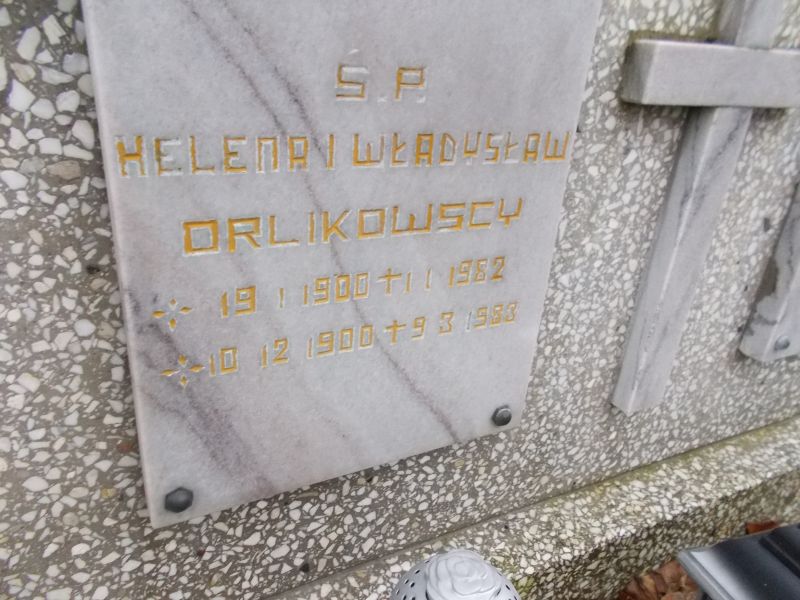 Ś.P.
HELENA I WŁADYSŁAW
ORLIKOWSCY
19 1 1900 + 1 1 1982
10 12 1900 + 9 3 1983